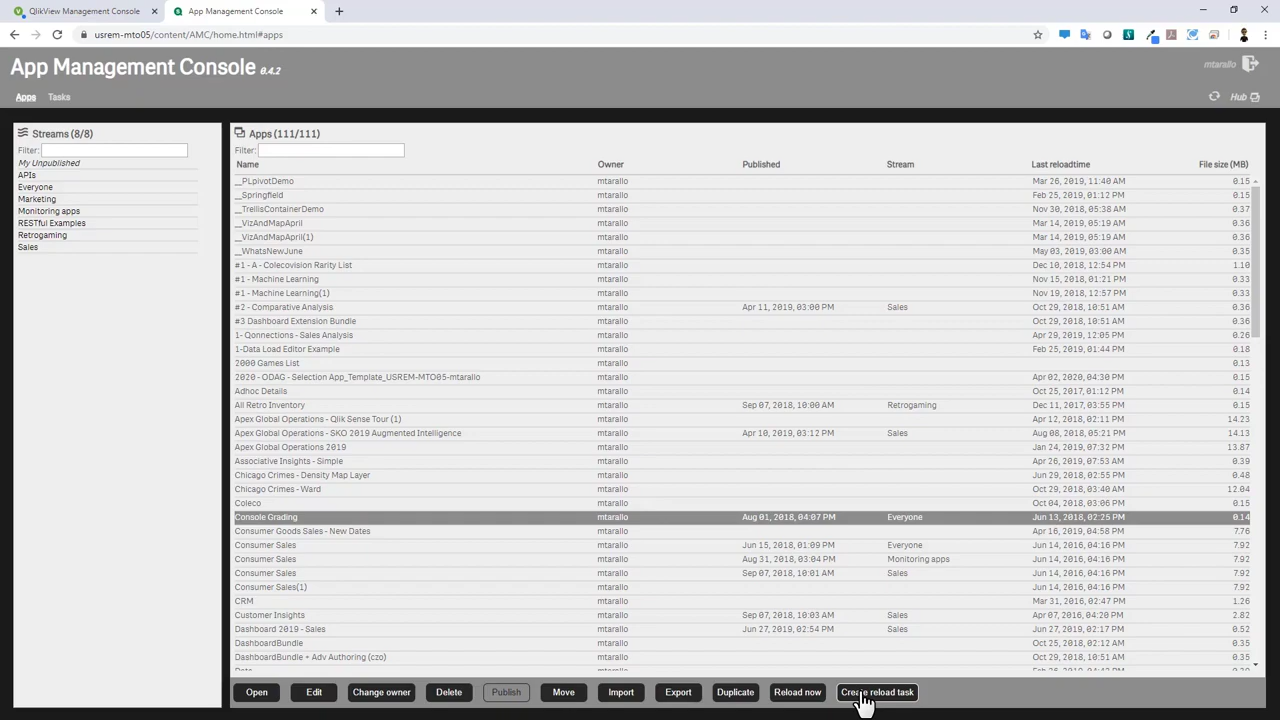 QlikView Management Console
App Management Console
usrem-mto05/content/AMC/home.html#apps
App Management Console 0.4.2
mtarallo
Apps Tasks
Hub
Streams (8/8)
Filter:
My Unpublished
APIs
Everyone
Marketing
Monitoring apps
RESTful Examples
Retrogaming
Sales
Apps (111/111)
Filter:
Name Owner Published Stream Last reloadtime File size (MB)
__PLpivotDemo mtarallo Mar 26, 2019, 11:40 AM 0.15
__Springfield mtarallo Feb 25, 2019, 01:12 PM 0.15
__TrellisContainerDemo mtarallo Nov 30, 2018, 05:38 AM 0.37
__VizAndMapApril mtarallo Mar 14, 2019, 05:19 AM 0.36
__VizAndMapApril(1) mtarallo Mar 14, 2019, 05:19 AM 0.36
__WhatsNewJune mtarallo May 03, 2019, 03:00 AM 0.35
#1 - A - Colecovision Rarity List mtarallo Dec 10, 2018, 12:54 PM 1.10
#1 - Machine Learning mtarallo Nov 15, 2018, 01:21 PM 0.33
#1 - Machine Learning(1) mtarallo Nov 19, 2018, 12:57 PM 0.33
#2 - Comparative Analysis mtarallo Apr 11, 2019, 03:00 PM Sales Oct 29, 2018, 10:51 AM 0.36
#3 Dashboard Extension Bundle mtarallo Oct 29, 2018, 10:51 AM 0.36
1- Qonnections - Sales Analysis mtarallo Apr 29, 2019, 12:05 PM 0.26
1-Data Load Editor Example mtarallo Feb 25, 2019, 01:44 PM 0.18
2000 Games List mtarallo 0.13
2020 - ODAG - Selection App_Template_USREM-MTO05-mtarallo mtarallo Apr 02, 2020, 04:30 PM 0.15
Adhoc Details mtarallo Oct 25, 2017, 01:12 PM 0.14
All Retro Inventory mtarallo Sep 07, 2018, 10:00 AM Retrogaming Dec 11, 2017, 03:55 PM 0.15
Apex Global Operations - Qlik Sense Tour (1) mtarallo Apr 12, 2018, 02:11 PM 14.23
Apex Global Operations - SKO 2019 Augmented Intelligence mtarallo Apr 10, 2019, 03:12 PM Sales Aug 08, 2018, 05:21 PM 14.13
Apex Global Operations 2019 mtarallo Jan 24, 2019, 07:32 PM 13.87
Associative Insights - Simple mtarallo Apr 26, 2019, 07:53 AM 0.39
Chicago Crimes - Density Map Layer mtarallo Jun 29, 2018, 02:55 PM 0.48
Chicago Crimes - Ward mtarallo Oct 29, 2018, 03:40 AM 12.04
Coleco mtarallo Oct 04, 2018, 03:06 PM 0.15
Console Grading mtarallo Aug 01, 2018, 04:07 PM Everyone Jun 13, 2018, 02:25 PM 0.14
Consumer Goods Sales - New Dates mtarallo Apr 16, 2019, 04:58 PM 7.76
Consumer Sales mtarallo Jun 15, 2018, 01:09 PM Everyone Jun 14, 2016, 04:16 PM 7.92
Consumer Sales mtarallo Aug 31, 2018, 03:04 PM Monitoring apps Jun 14, 2016, 04:16 PM 7.92
Consumer Sales mtarallo Sep 07, 2018, 10:01 AM Sales Jun 14, 2016, 04:16 PM 7.92
Consumer Sales(1) mtarallo Jun 14, 2016, 04:16 PM 7.92
CRM mtarallo Mar 31, 2016, 02:47 PM 1.26
Customer Insights mtarallo Sep 07, 2018, 10:03 AM Sales Apr 07, 2016, 04:20 PM 2.82
Dashboard 2019 - Sales mtarallo Jun 27, 2019, 02:54 PM Sales Jun 27, 2019, 02:17 PM 0.52
DashboardBundle mtarallo Oct 25, 2018, 02:12 AM 0.35
DashboardBundle + Adv Authoring (czo) mtarallo Oct 29, 2018, 10:51 AM 0.35
Open Edit Change owner Delete Publish Move Import Export Duplicate Reload now Create reload task